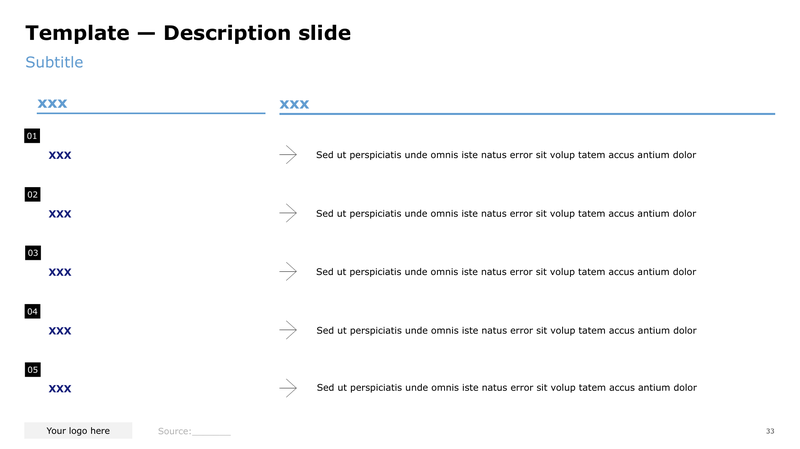 Template — Description slide
Subtitle
xxx
xxx
01
xxx
Sed ut perspiciatis unde omnis iste natus error sit volup tatem accus antium dolor
02
xxx
Sed ut perspiciatis unde omnis iste natus error sit volup tatem accus antium dolor
03
xxx
Sed ut perspiciatis unde omnis iste natus error sit volup tatem accus antium dolor
04
xxx
Sed ut perspiciatis unde omnis iste natus error sit volup tatem accus antium dolor
05
xxx
Sed ut perspiciatis unde omnis iste natus error sit volup tatem accus antium dolor
Your logo here
Source:_______
33